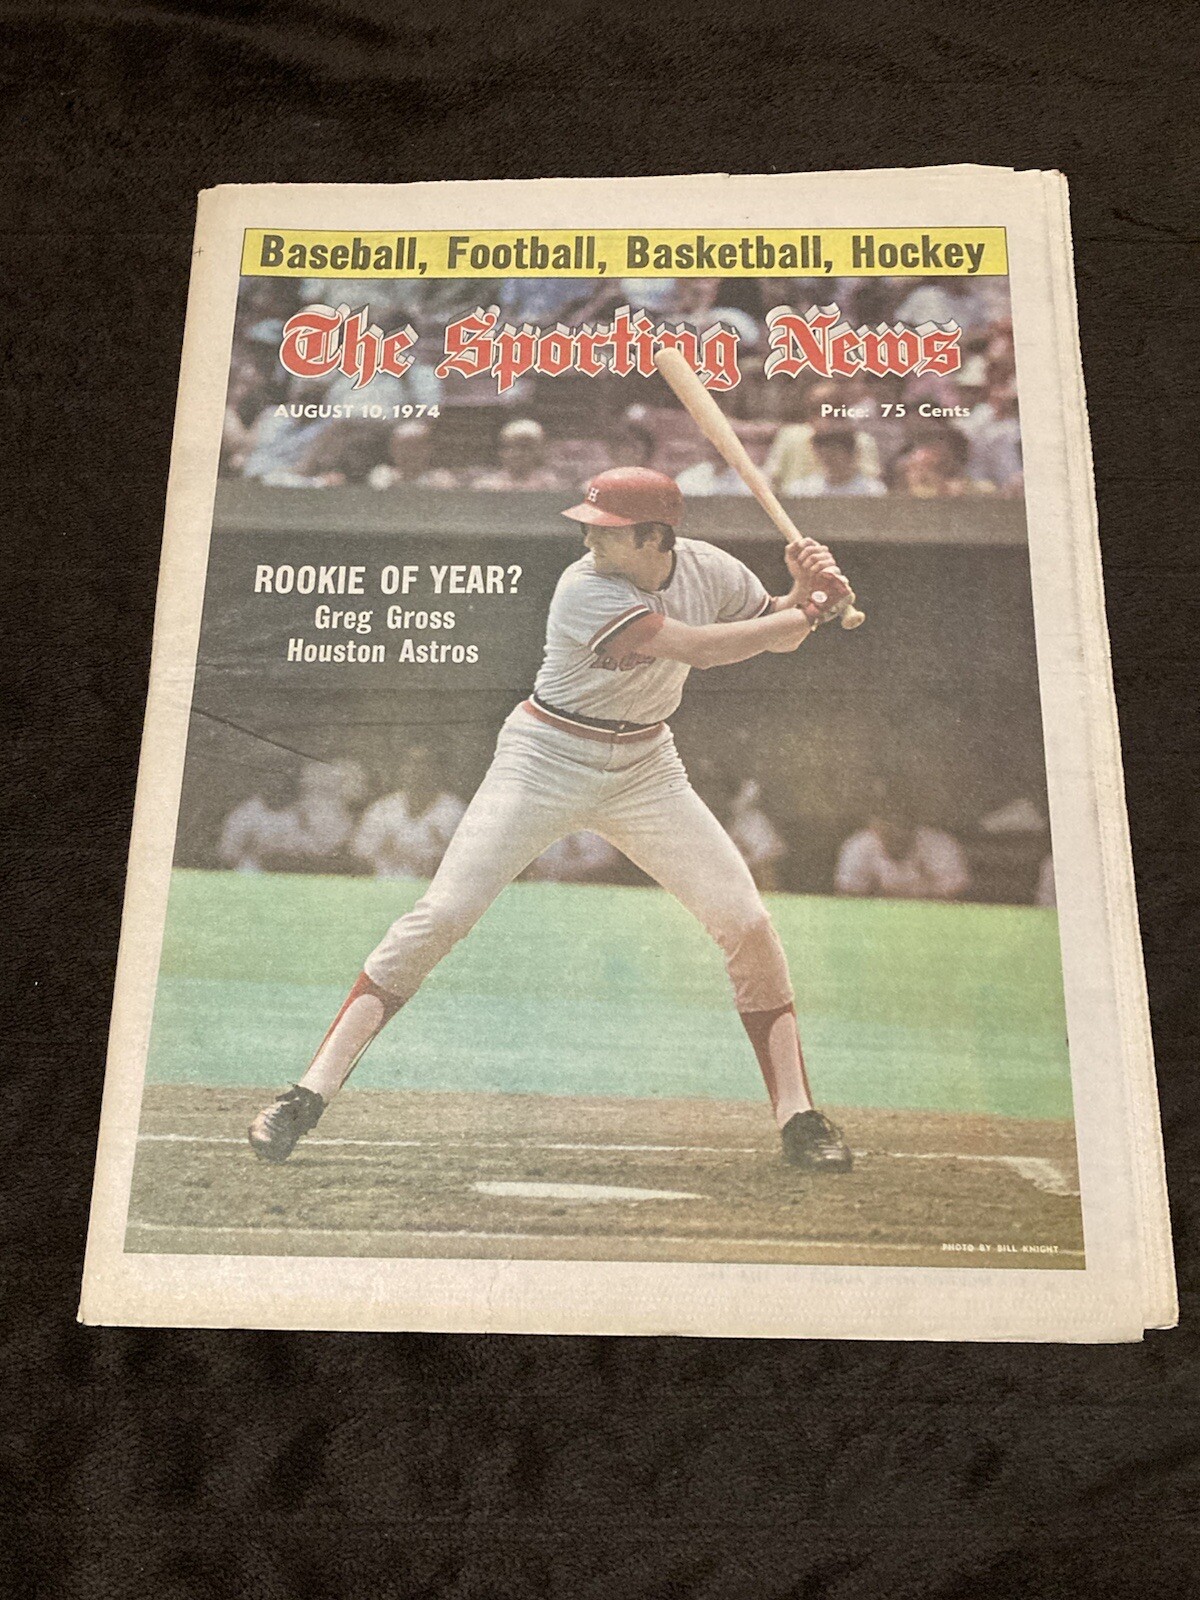 Baseball, Football, Basketball, Hockey
The Sporting News
AUGUST 10, 1974 Price: 75 Cents
H
ROOKIE OF YEAR?
Greg Gross
Houston Astros
PHOTO BY BILL KNIGHT